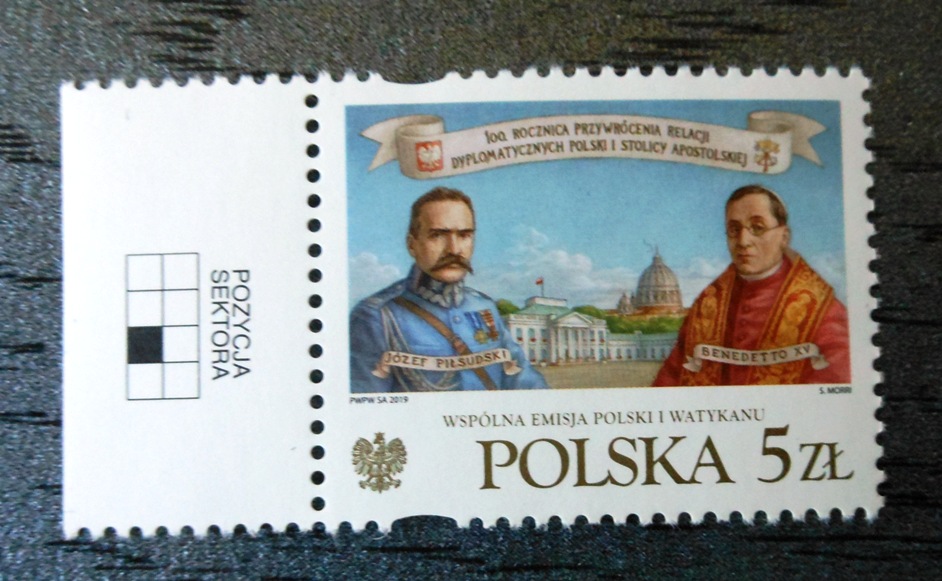 100. ROCZNICA PRZYWRÓCENIA RELACJI
DYPLOMATYCZNYCH POLSKI I STOLICY APOSTOLSKIEJ
JÓZEF PIŁSUDSKI
BENEDETTO XV
PWPW SA 2019
S. MORRI
WSPÓLNA EMISJA POLSKI I WATYKANU
POLSKA 5 ZŁ
POZYCJA
SEKTORA